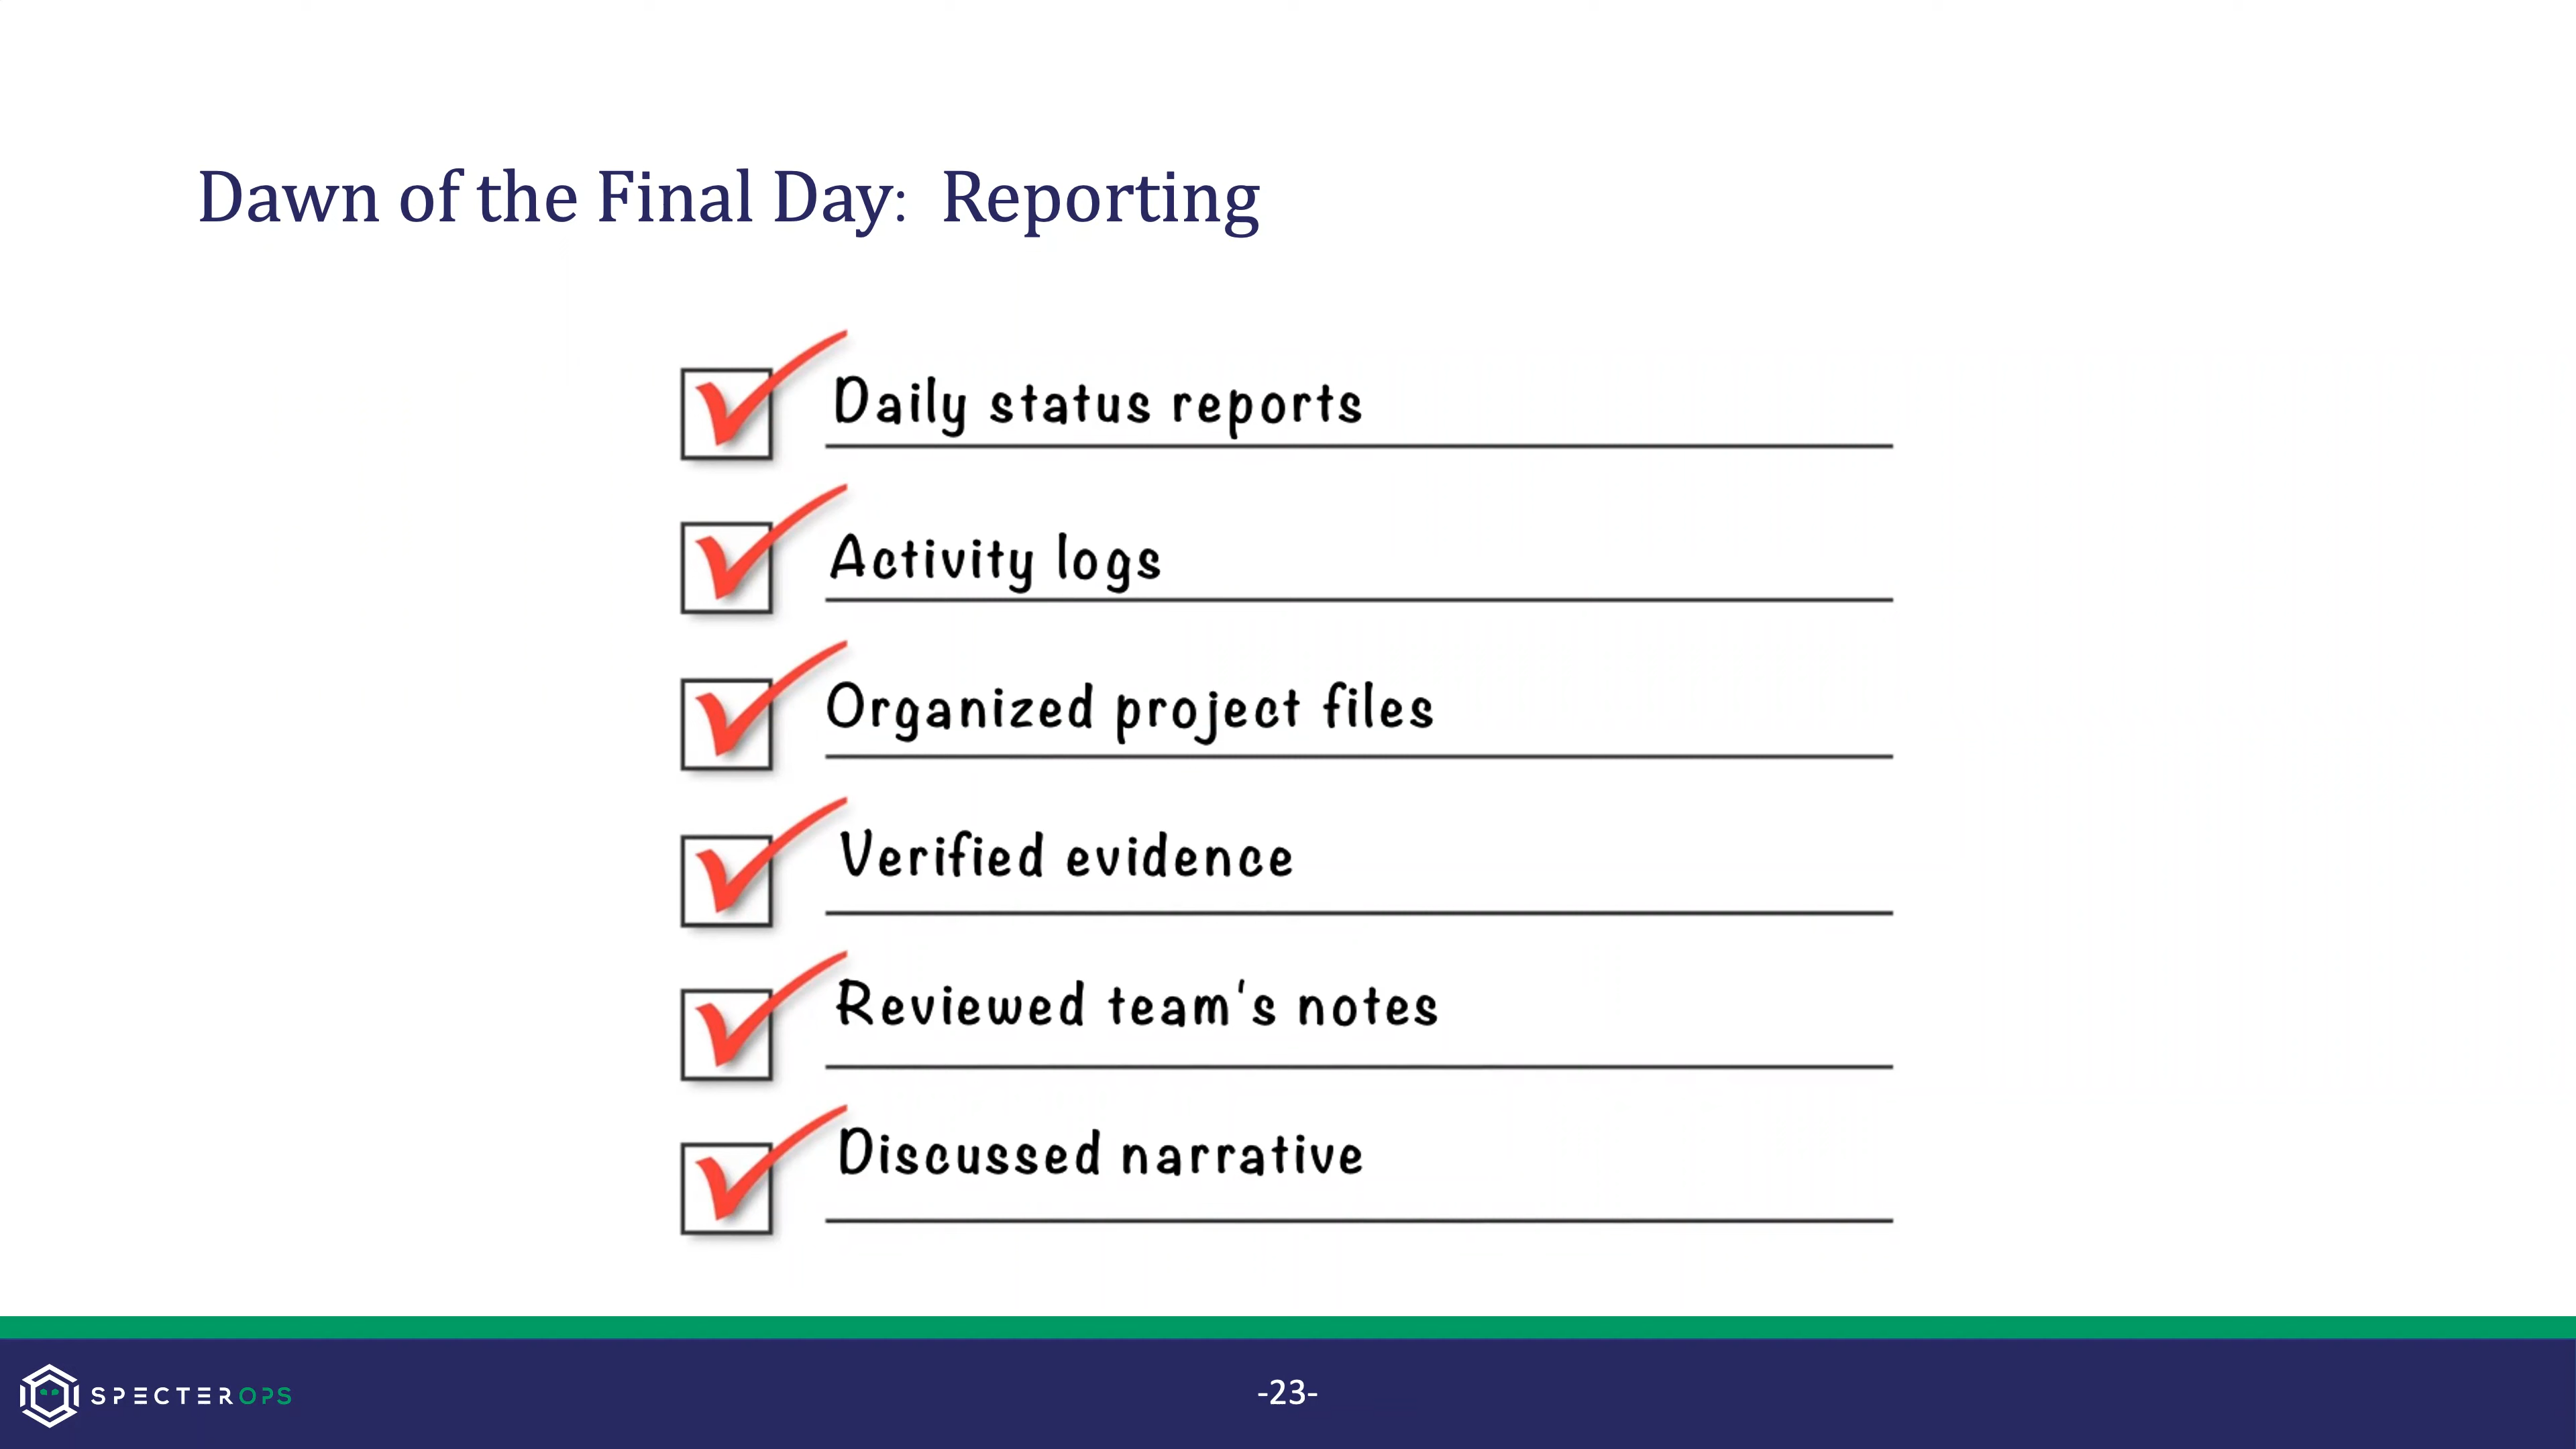 Dawn of the Final Day: Reporting
Daily status reports
Activity logs
Organized project files
Verified evidence
Reviewed team's notes
Discussed narrative
SPECTEROPS
-23-